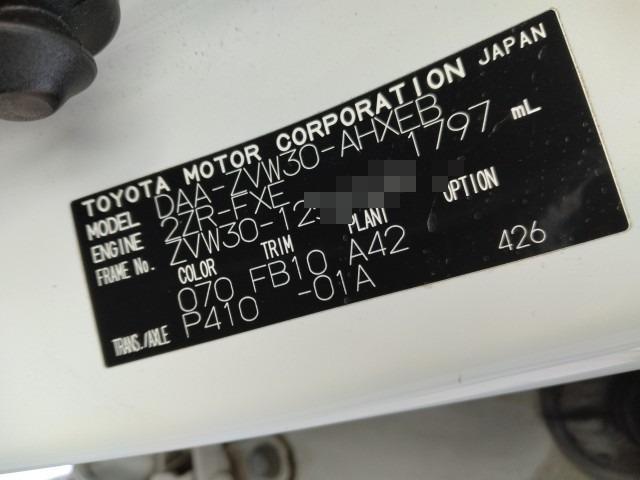 TOYOTA MOTOR CORPORATION JAPAN
MODEL DAA-ZVW30-AHXEB
ENGINE 2ZR-FXE 1797 mL
FRAME No. ZVW30-123
COLOR TRIM PLANT OPTION
070 FB10 A42
TRANS./AXLE P410 -01A 426